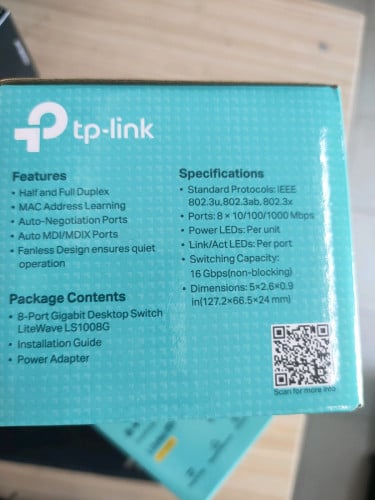 tp-link
Features
• Half and Full Duplex
• MAC Address Learning
• Auto-Negotiation Ports
• Auto MDI/MDIX Ports
• Fanless Design ensures quiet
operation
Package Contents
• 8-Port Gigabit Desktop Switch
LiteWave LS1008G
• Installation Guide
• Power Adapter
Specifications
• Standard Protocols: IEEE
802.3u,802.3ab, 802.3x
• Ports: 8 × 10/100/1000 Mbps
• Power LEDs: Per unit
• Link/Act LEDs: Per port
• Switching Capacity:
16 Gbps(non-blocking)
• Dimensions: 5×2.6×0.9
in(127.2×66.5×24 mm)
Scan for more info